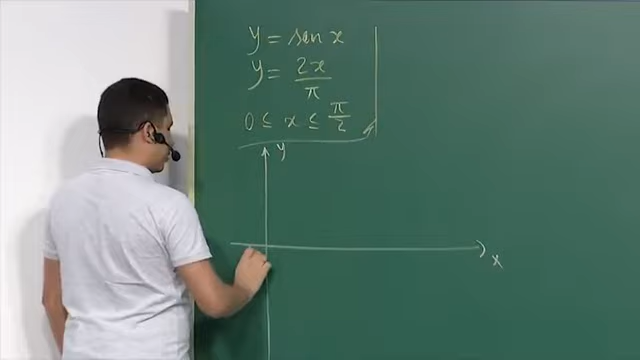 y = sen x
y = 2x/π
0 ≤ x ≤ π/2
y
x